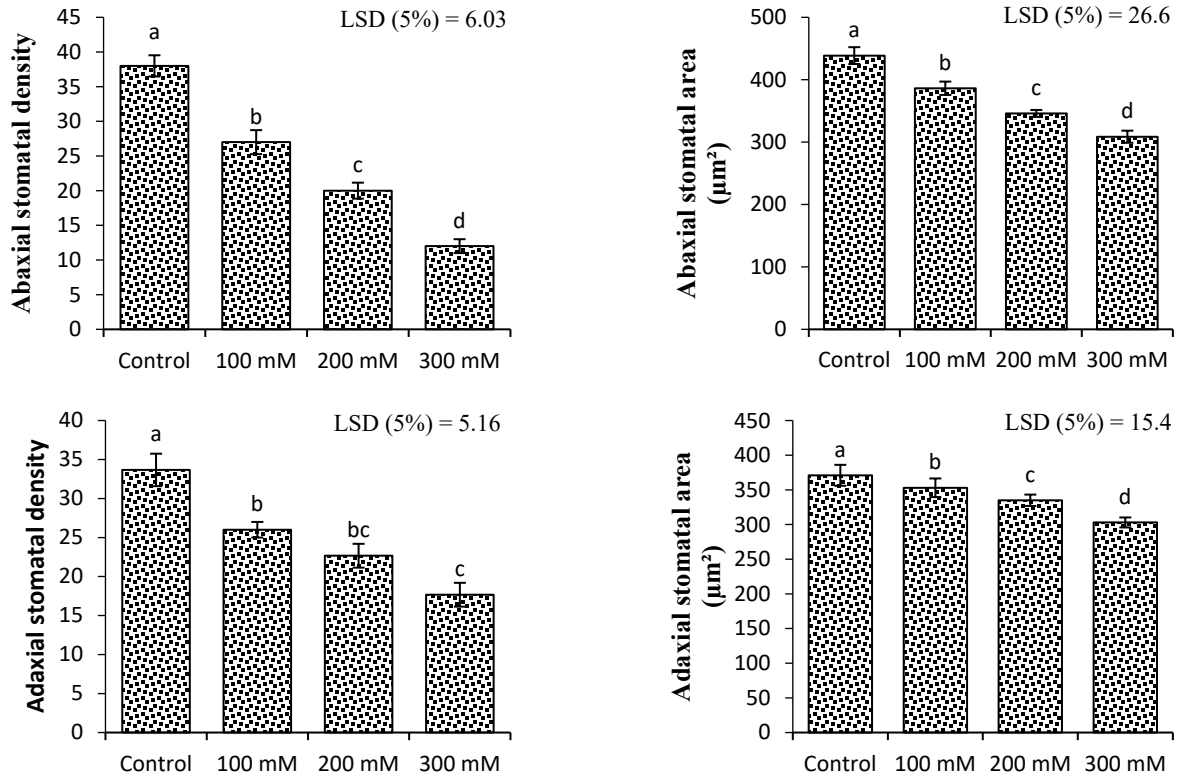 LSD (5%) = 6.03
Abaxial stomatal density
45
40
35
30
25
20
15
10
5
0
a
b
c
d
Control 100 mM 200 mM 300 mM
LSD (5%) = 26.6
Abaxial stomatal area
(µm²)
500
400
300
200
100
0
a
b
c
d
Control 100 mM 200 mM 300 mM
LSD (5%) = 5.16
Adaxial stomatal density
40
35
30
25
20
15
10
5
0
a
b
bc
c
Control 100 mM 200 mM 300 mM
LSD (5%) = 15.4
Adaxial stomatal area
(µm²)
450
400
350
300
250
200
150
100
50
0
a
b
c
d
Control 100 mM 200 mM 300 mM